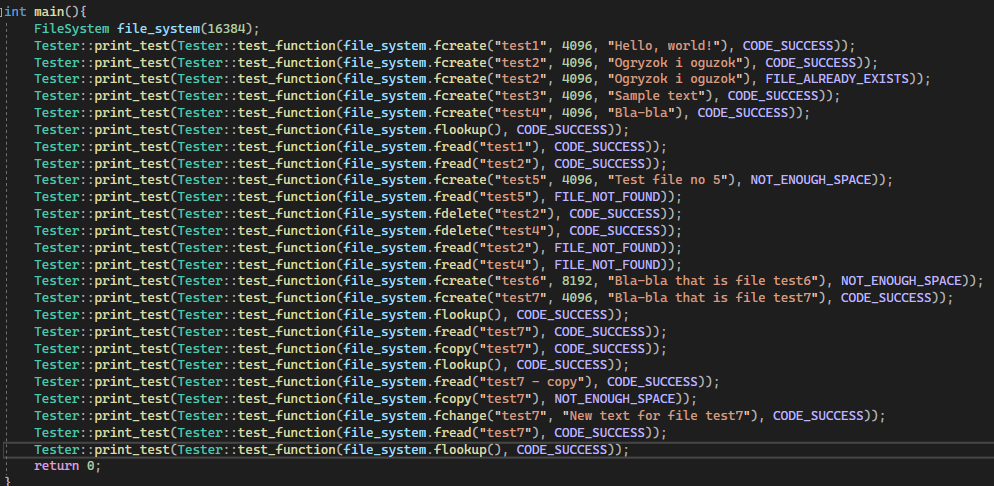 int main(){
FileSystem file_system(16384);
Tester::print_test(Tester::test_function(file_system.fcreate("test1", 4096, "Hello, world!"), CODE_SUCCESS));
Tester::print_test(Tester::test_function(file_system.fcreate("test2", 4096, "Ogryzok i oguzok"), CODE_SUCCESS));
Tester::print_test(Tester::test_function(file_system.fcreate("test2", 4096, "Ogryzok i oguzok"), FILE_ALREADY_EXISTS));
Tester::print_test(Tester::test_function(file_system.fcreate("test3", 4096, "Sample text"), CODE_SUCCESS));
Tester::print_test(Tester::test_function(file_system.fcreate("test4", 4096, "Bla-bla"), CODE_SUCCESS));
Tester::print_test(Tester::test_function(file_system.flookup(), CODE_SUCCESS));
Tester::print_test(Tester::test_function(file_system.fread("test1"), CODE_SUCCESS));
Tester::print_test(Tester::test_function(file_system.fread("test2"), CODE_SUCCESS));
Tester::print_test(Tester::test_function(file_system.fcreate("test5", 4096, "Test file no 5"), NOT_ENOUGH_SPACE));
Tester::print_test(Tester::test_function(file_system.fread("test5"), FILE_NOT_FOUND));
Tester::print_test(Tester::test_function(file_system.fdelete("test2"), CODE_SUCCESS));
Tester::print_test(Tester::test_function(file_system.fdelete("test4"), CODE_SUCCESS));
Tester::print_test(Tester::test_function(file_system.fread("test2"), FILE_NOT_FOUND));
Tester::print_test(Tester::test_function(file_system.fread("test4"), FILE_NOT_FOUND));
Tester::print_test(Tester::test_function(file_system.fcreate("test6", 8192, "Bla-bla that is file test6"), NOT_ENOUGH_SPACE));
Tester::print_test(Tester::test_function(file_system.fcreate("test7", 4096, "Bla-bla that is file test7"), CODE_SUCCESS));
Tester::print_test(Tester::test_function(file_system.flookup(), CODE_SUCCESS));
Tester::print_test(Tester::test_function(file_system.fread("test7"), CODE_SUCCESS));
Tester::print_test(Tester::test_function(file_system.fcopy("test7"), CODE_SUCCESS));
Tester::print_test(Tester::test_function(file_system.flookup(), CODE_SUCCESS));
Tester::print_test(Tester::test_function(file_system.fread("test7 - copy"), CODE_SUCCESS));
Tester::print_test(Tester::test_function(file_system.fcopy("test7"), NOT_ENOUGH_SPACE));
Tester::print_test(Tester::test_function(file_system.fchange("test7", "New text for file test7"), CODE_SUCCESS));
Tester::print_test(Tester::test_function(file_system.fread("test7"), CODE_SUCCESS));
Tester::print_test(Tester::test_function(file_system.flookup(), CODE_SUCCESS));
return 0;
}